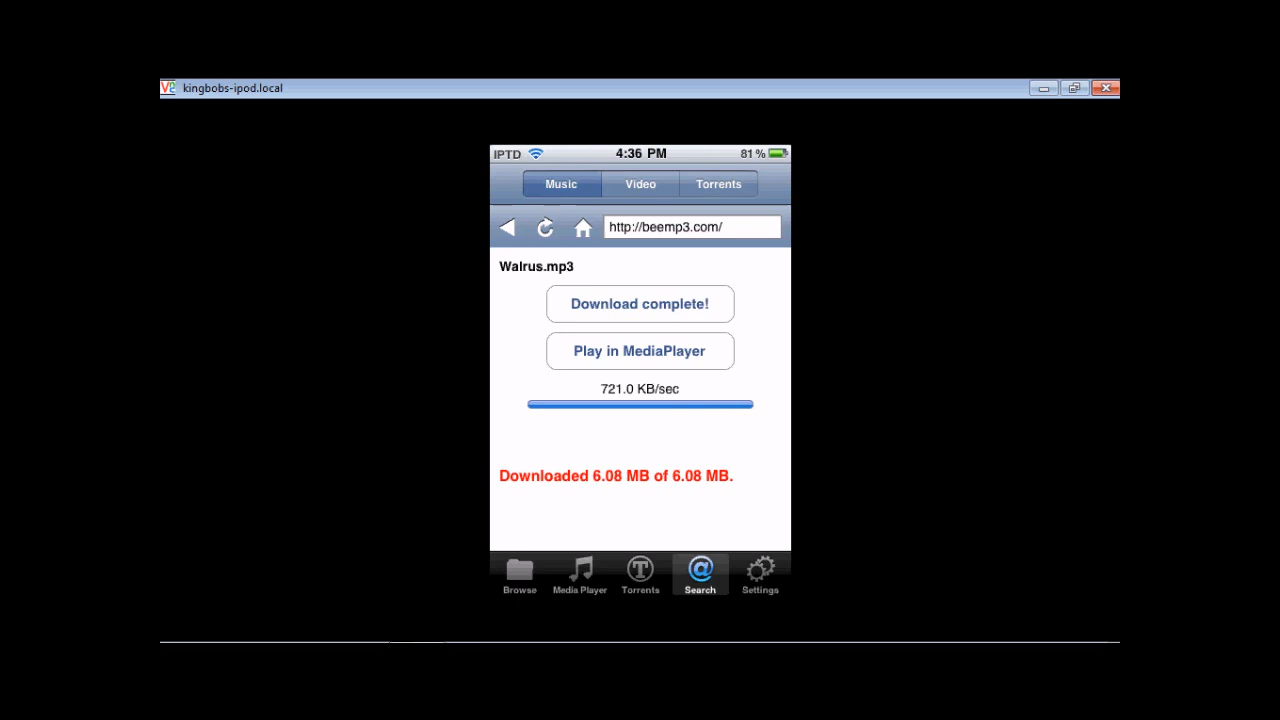 kingbobs-ipod.local
IPTD 4:36 PM 81%
Music Video Torrents
http://beemp3.com/
Walrus.mp3
Download complete!
Play in MediaPlayer
721.0 KB/sec
Downloaded 6.08 MB of 6.08 MB.
Browse Media Player Torrents Search Settings